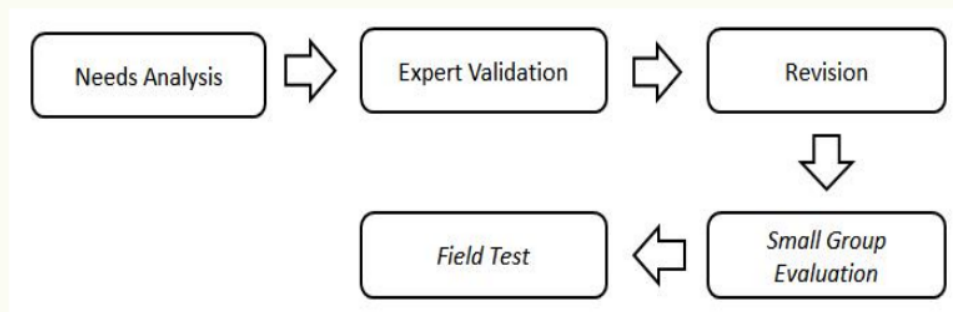 Needs Analysis
Expert Validation
Revision
Small Group
Evaluation
Field Test